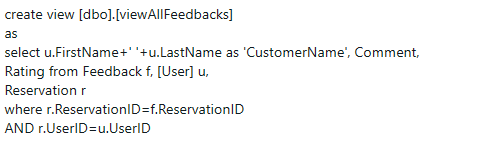 create view [dbo].[viewAllFeedbacks]
as
select u.FirstName+' '+u.LastName as 'CustomerName', Comment,
Rating from Feedback f, [User] u,
Reservation r
where r.ReservationID=f.ReservationID
AND r.UserID=u.UserID